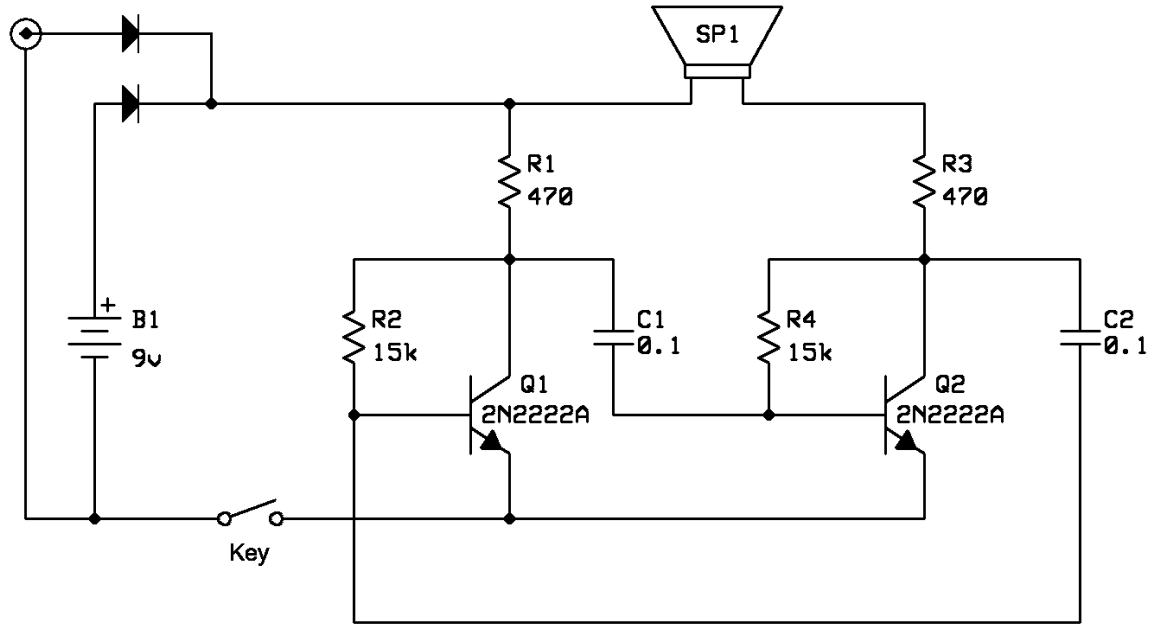 SP1
R1
470
R3
470
+
B1
9v
R2
15k
C1
0.1
R4
15k
C2
0.1
Q1
2N2222A
Q2
2N2222A
Key